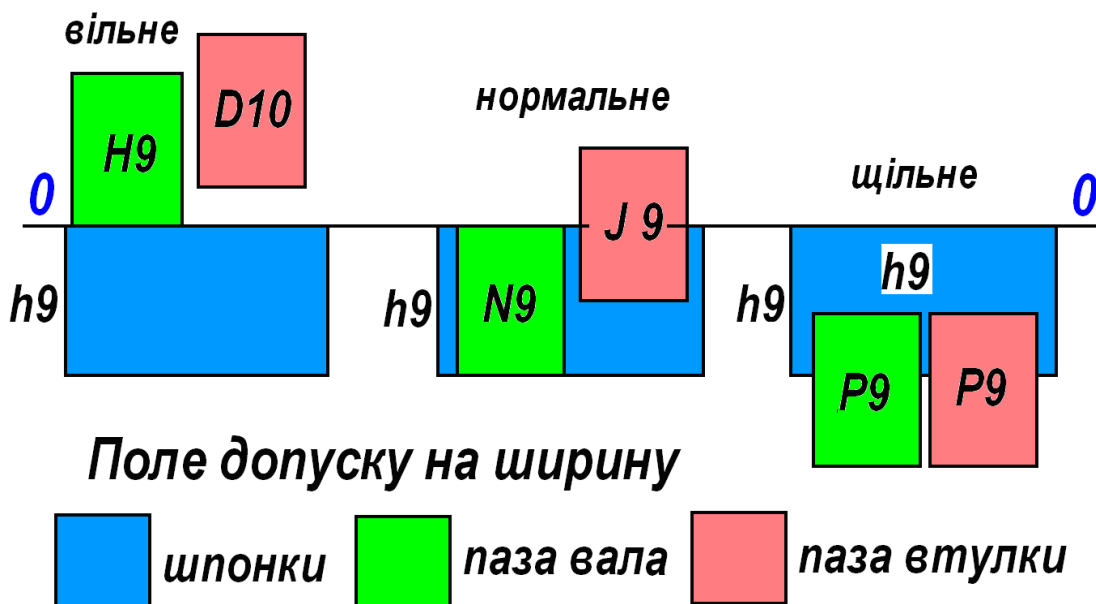 вільне
H9
D10
нормальне
щільне
0
0
J 9
h9
h9
N9
h9
h9
P9
P9
Поле допуску на ширину
шпонки
паза вала
паза втулки